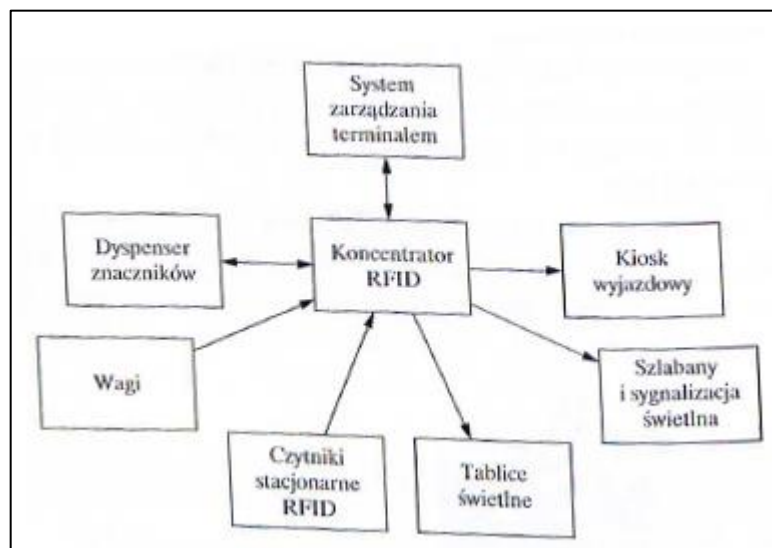 System
zarządzania
terminalem
Dyspenser
znaczników
Koncentrator
RFID
Kiosk
wyjazdowy
Wagi
Szlabany
i sygnalizacja
świetlna
Czytniki
stacjonarne
RFID
Tablice
świetlne